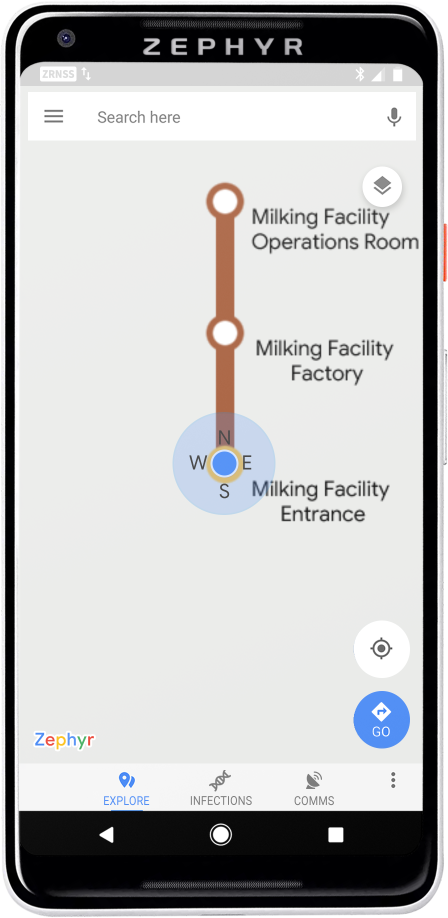 ZEPHYR
ZRNSS
Search here
Milking Facility
Operations Room
Milking Facility
Factory
N
W E
S
Milking Facility
Entrance
GO
Zephyr
EXPLORE INFECTIONS COMMS